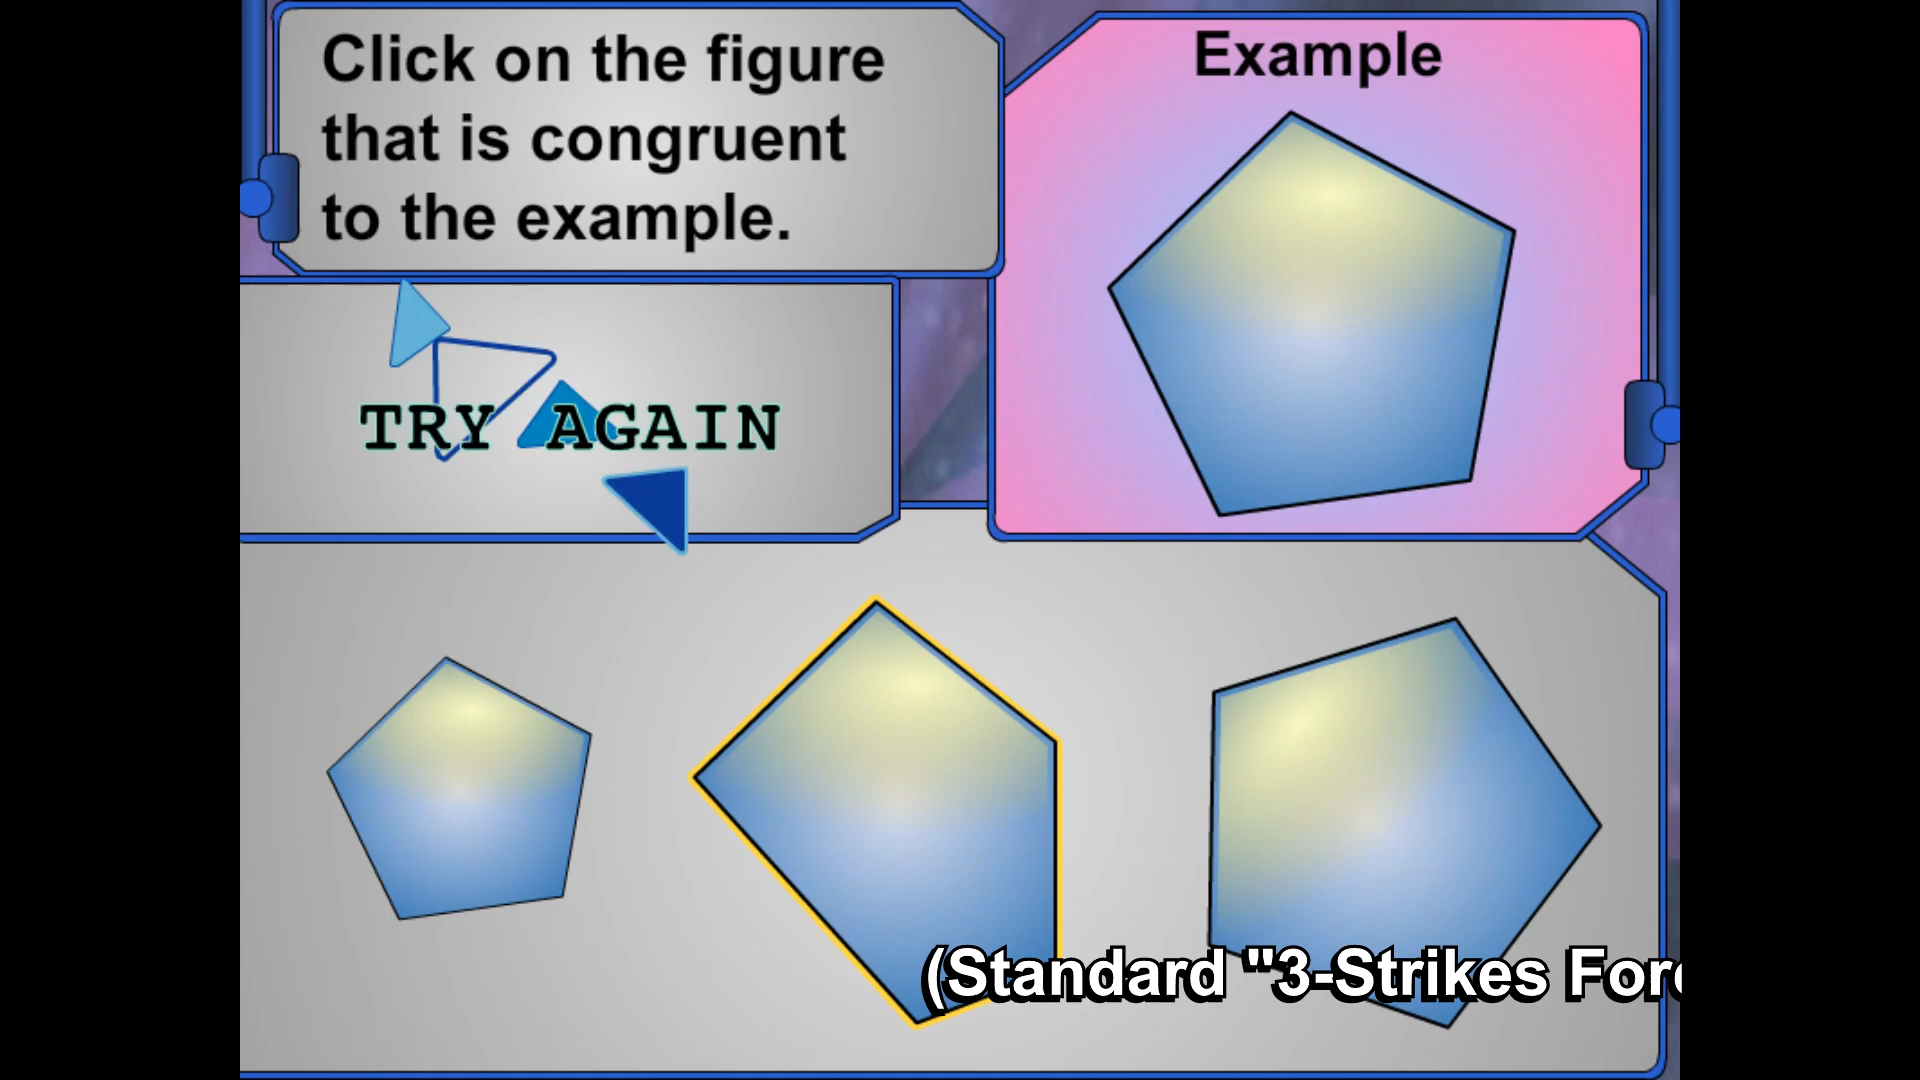 Click on the figure
that is congruent
to the example.
Example
TRY AGAIN
(Standard "3-Strikes